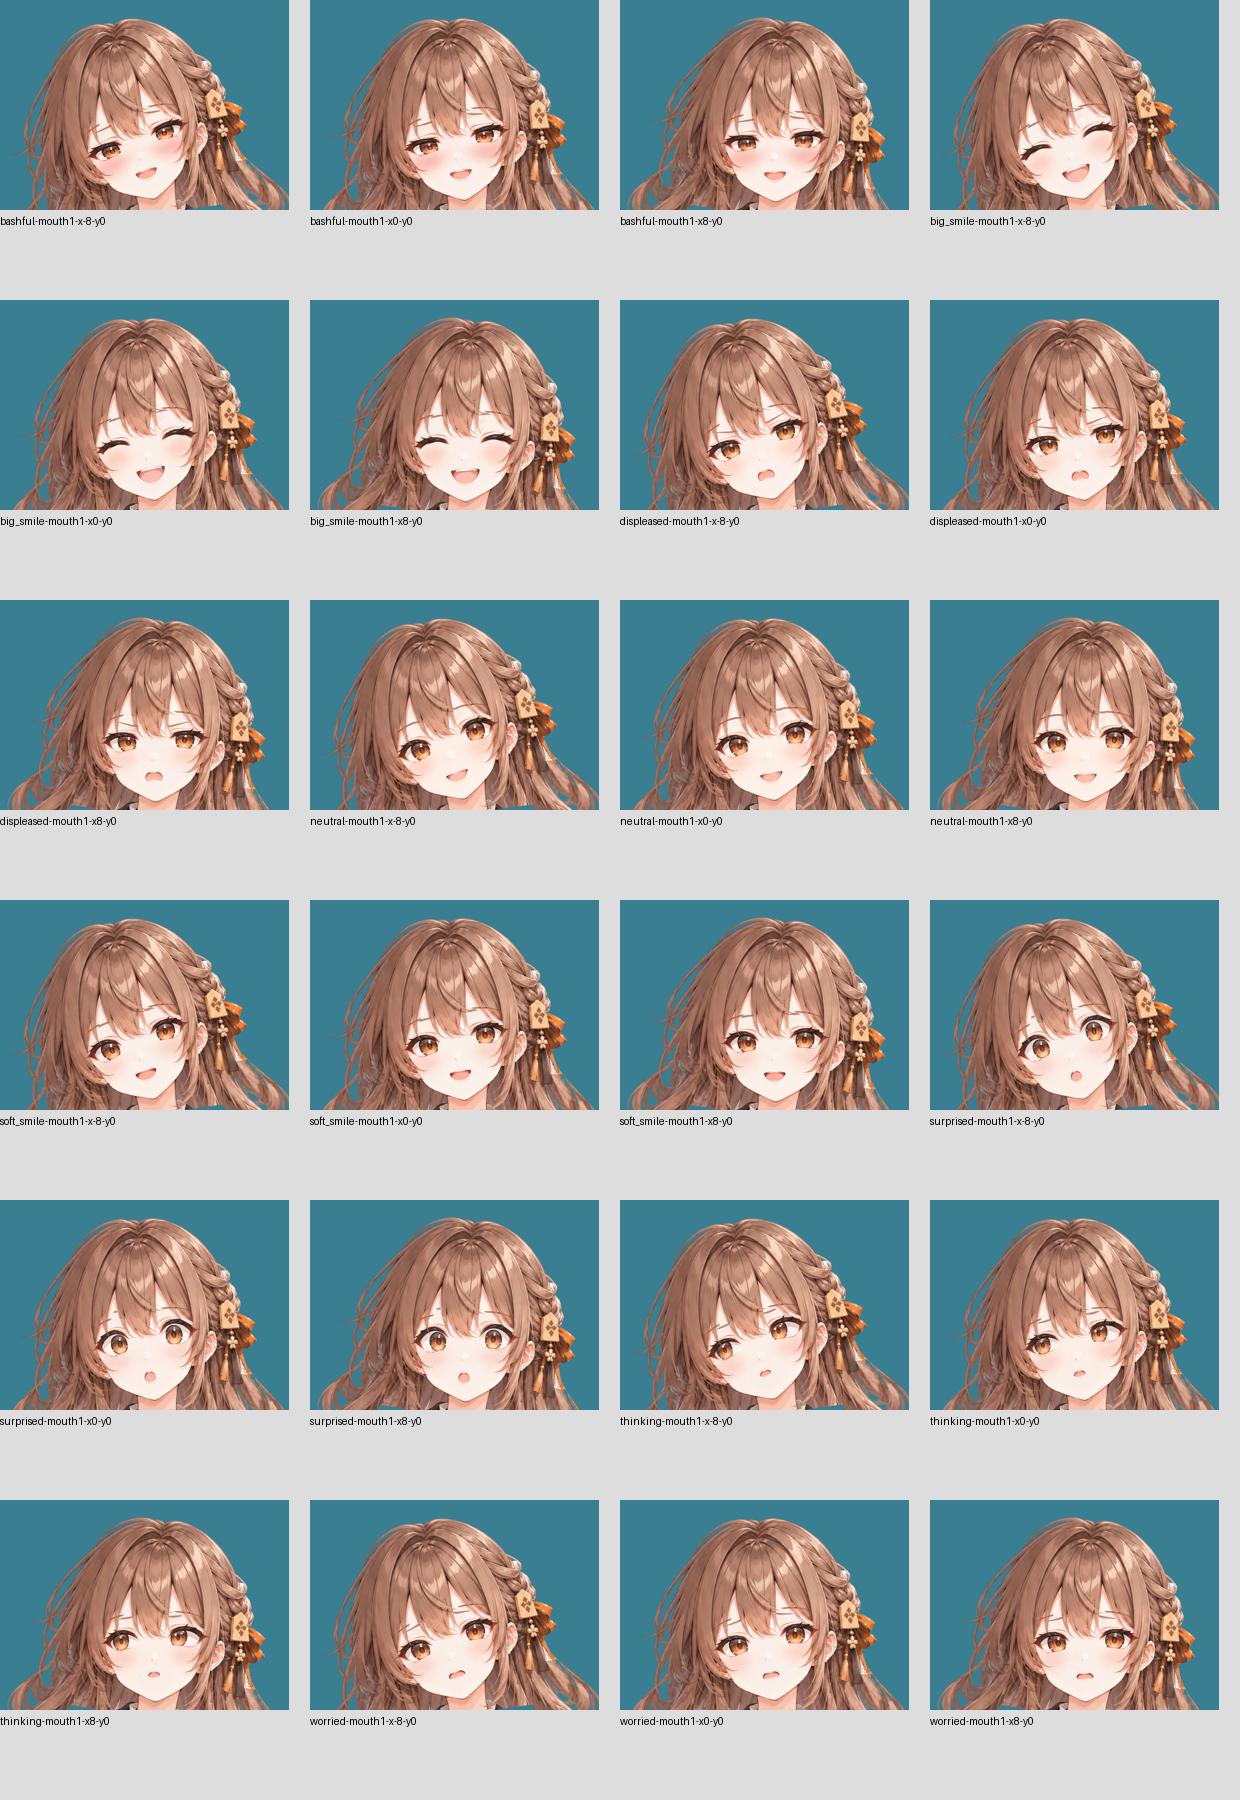 bashful-mouth1-x-8-y0
bashful-mouth1-x0-y0
bashful-mouth1-x8-y0
big_smile-mouth1-x-8-y0
big_smile-mouth1-x0-y0
big_smile-mouth1-x8-y0
displeased-mouth1-x-8-y0
displeased-mouth1-x0-y0
displeased-mouth1-x8-y0
neutral-mouth1-x-8-y0
neutral-mouth1-x0-y0
neutral-mouth1-x8-y0
soft_smile-mouth1-x-8-y0
soft_smile-mouth1-x0-y0
soft_smile-mouth1-x8-y0
surprised-mouth1-x-8-y0
surprised-mouth1-x0-y0
surprised-mouth1-x8-y0
thinking-mouth1-x-8-y0
thinking-mouth1-x0-y0
thinking-mouth1-x8-y0
worried-mouth1-x-8-y0
worried-mouth1-x0-y0
worried-mouth1-x8-y0